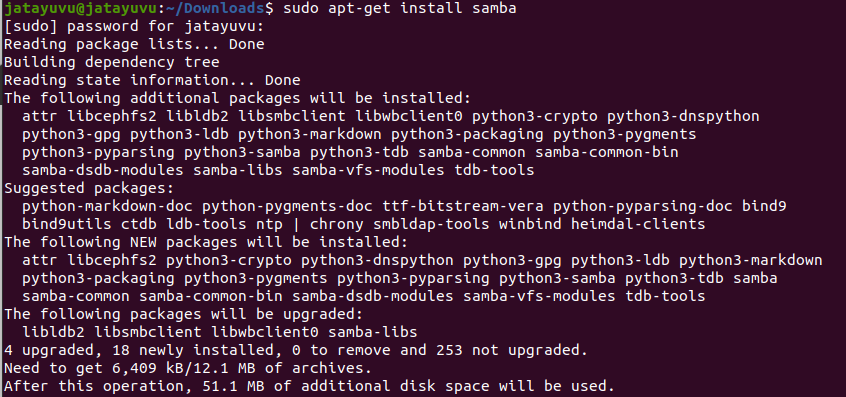 jatayuvu@jatayuvu:~/Downloads$ sudo apt-get install samba
[sudo] password for jatayuvu:
Reading package lists... Done
Building dependency tree
Reading state information... Done
The following additional packages will be installed:
  attr libcephfs2 libldb2 libsmbclient libwbclient0 python3-crypto python3-dnspython
  python3-gpg python3-ldb python3-markdown python3-packaging python3-pygments
  python3-pyparsing python3-samba python3-tdb samba-common samba-common-bin
  samba-dsdb-modules samba-libs samba-vfs-modules tdb-tools
Suggested packages:
  python-markdown-doc python-pygments-doc ttf-bitstream-vera python-pyparsing-doc bind9
  bind9utils ctdb ldb-tools ntp | chrony smbldap-tools winbind heimdal-clients
The following NEW packages will be installed:
  attr libcephfs2 python3-crypto python3-dnspython python3-gpg python3-ldb python3-markdown
  python3-packaging python3-pygments python3-pyparsing python3-samba python3-tdb samba
  samba-common samba-common-bin samba-dsdb-modules samba-vfs-modules tdb-tools
The following packages will be upgraded:
  libldb2 libsmbclient libwbclient0 samba-libs
4 upgraded, 18 newly installed, 0 to remove and 253 not upgraded.
Need to get 6,409 kB/12.1 MB of archives.
After this operation, 51.1 MB of additional disk space will be used.